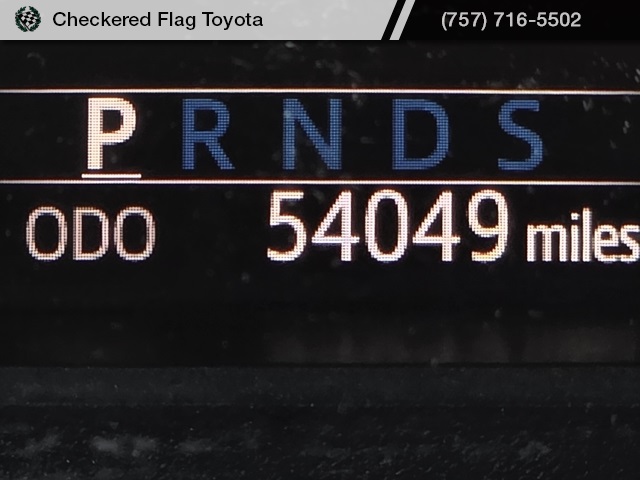 Checkered Flag Toyota (757) 716-5502
P R N D S
ODO 54049 miles